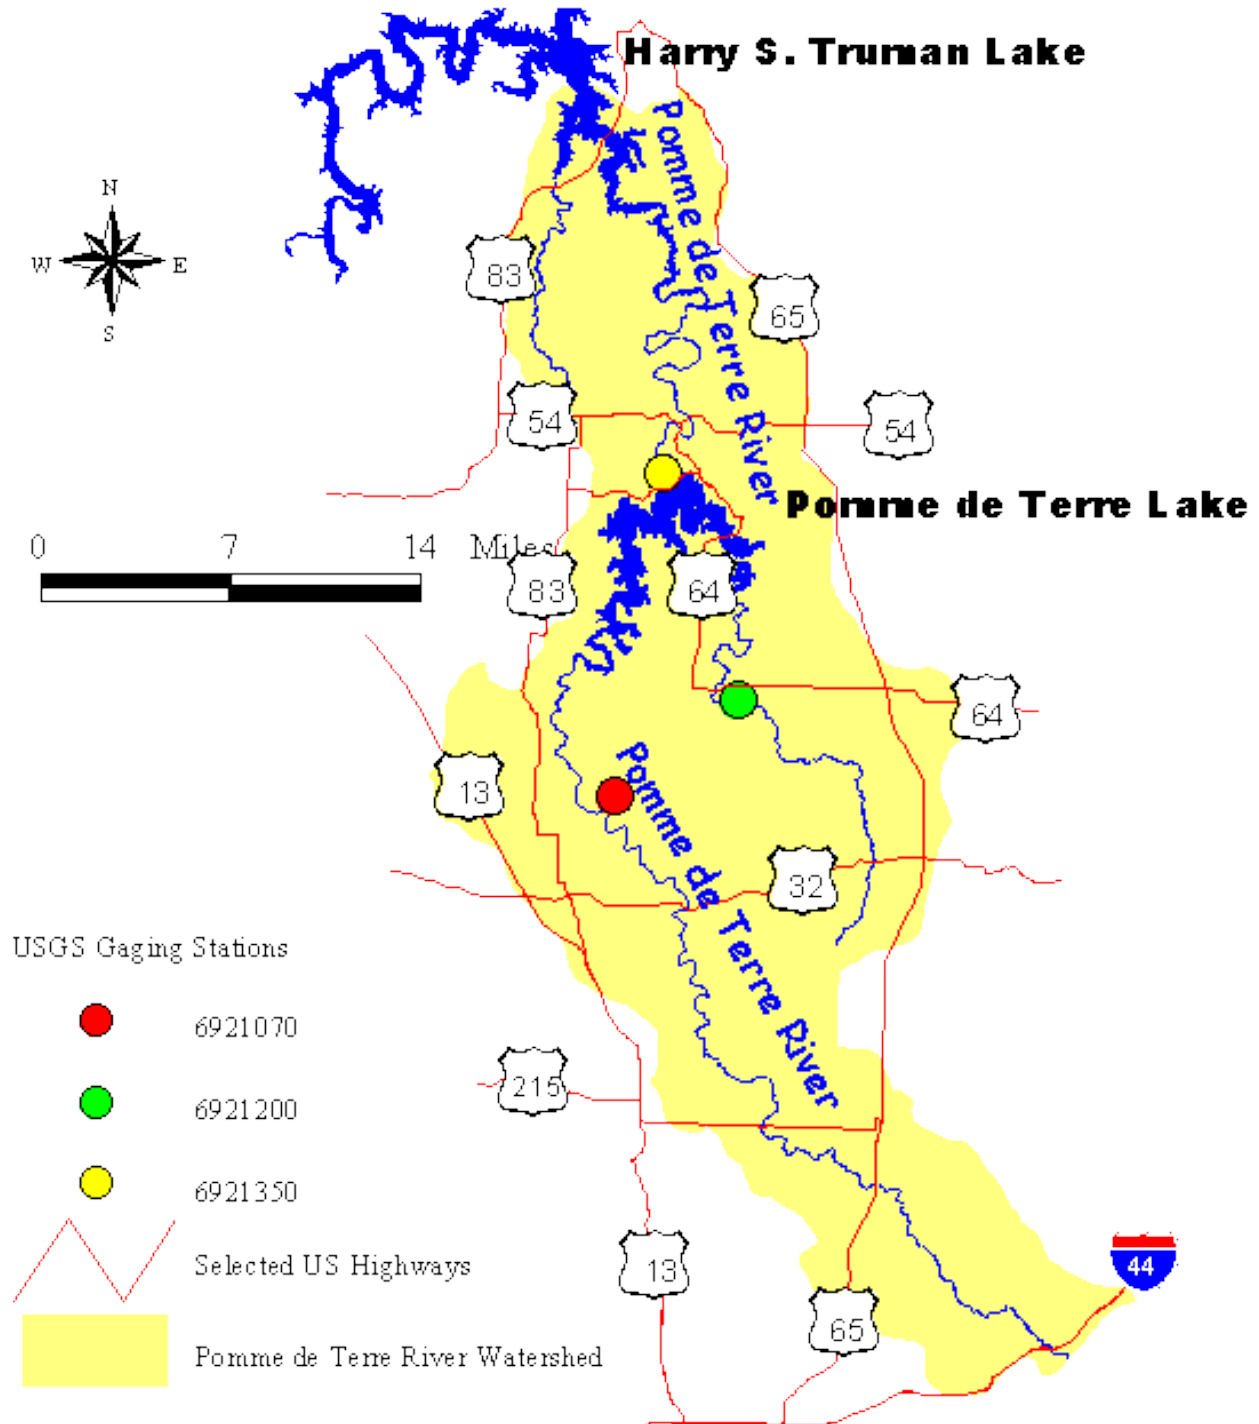 Harry S. Truman Lake
Pomme de Terre River
N
W E
S
83
65
54
54
Pomme de Terre Lake
0 7 14 Miles
83
64
64
13
Pomme de Terre River
32
USGS Gaging Stations
6921070
6921200
6921350
215
Selected US Highways
13
44
65
Pomme de Terre River Watershed